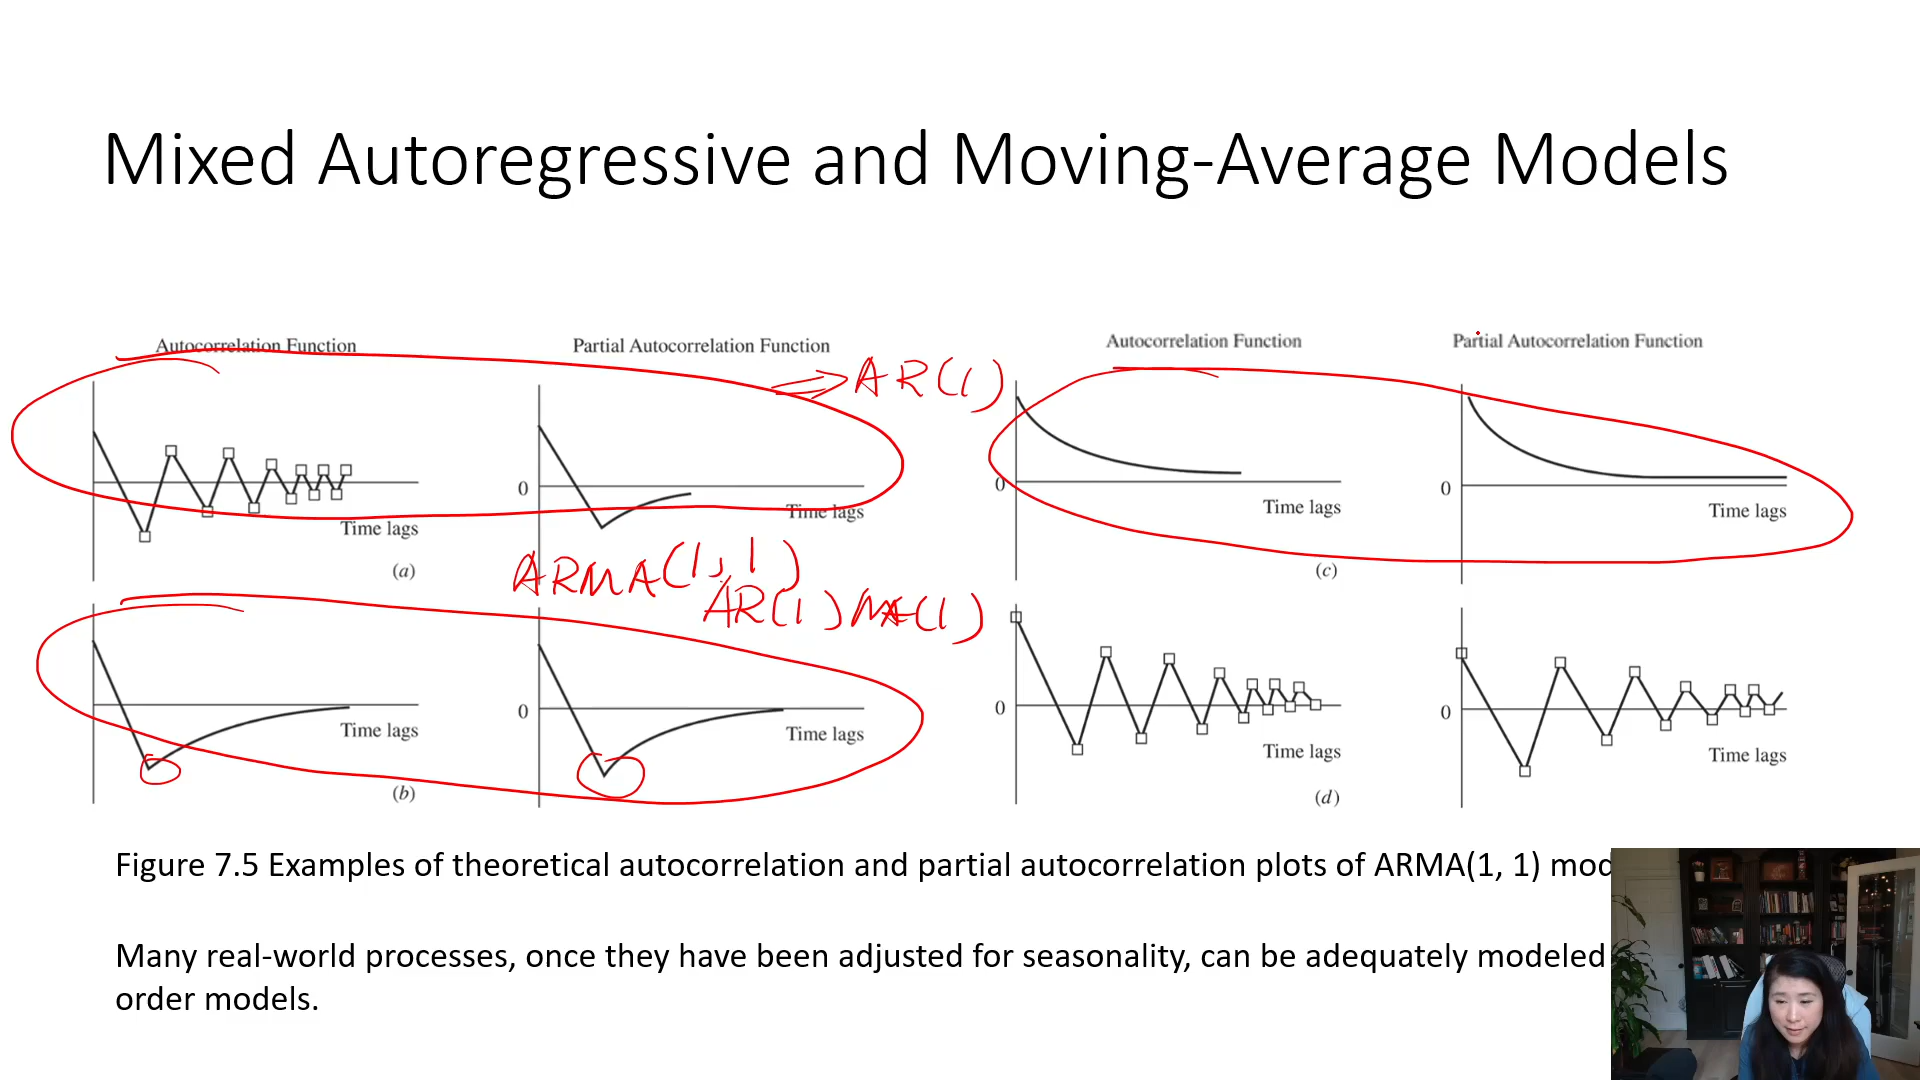 Mixed Autoregressive and Moving-Average Models
Autocorrelation Function
Partial Autocorrelation Function
AR(1)
0
Time lags
Time lags
(a)
ARMA(1,1)
AR(1) MA(1)
0
Time lags
Time lags
(b)
Autocorrelation Function
Partial Autocorrelation Function
0
0
Time lags
Time lags
(c)
0
0
Time lags
Time lags
(d)
Figure 7.5 Examples of theoretical autocorrelation and partial autocorrelation plots of ARMA(1, 1) mod
Many real-world processes, once they have been adjusted for seasonality, can be adequately modeled
order models.